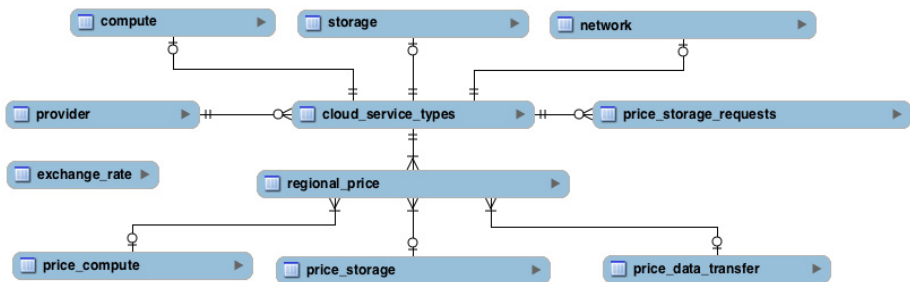 compute
storage
network
provider
cloud_service_types
price_storage_requests
exchange_rate
regional_price
price_compute
price_storage
price_data_transfer